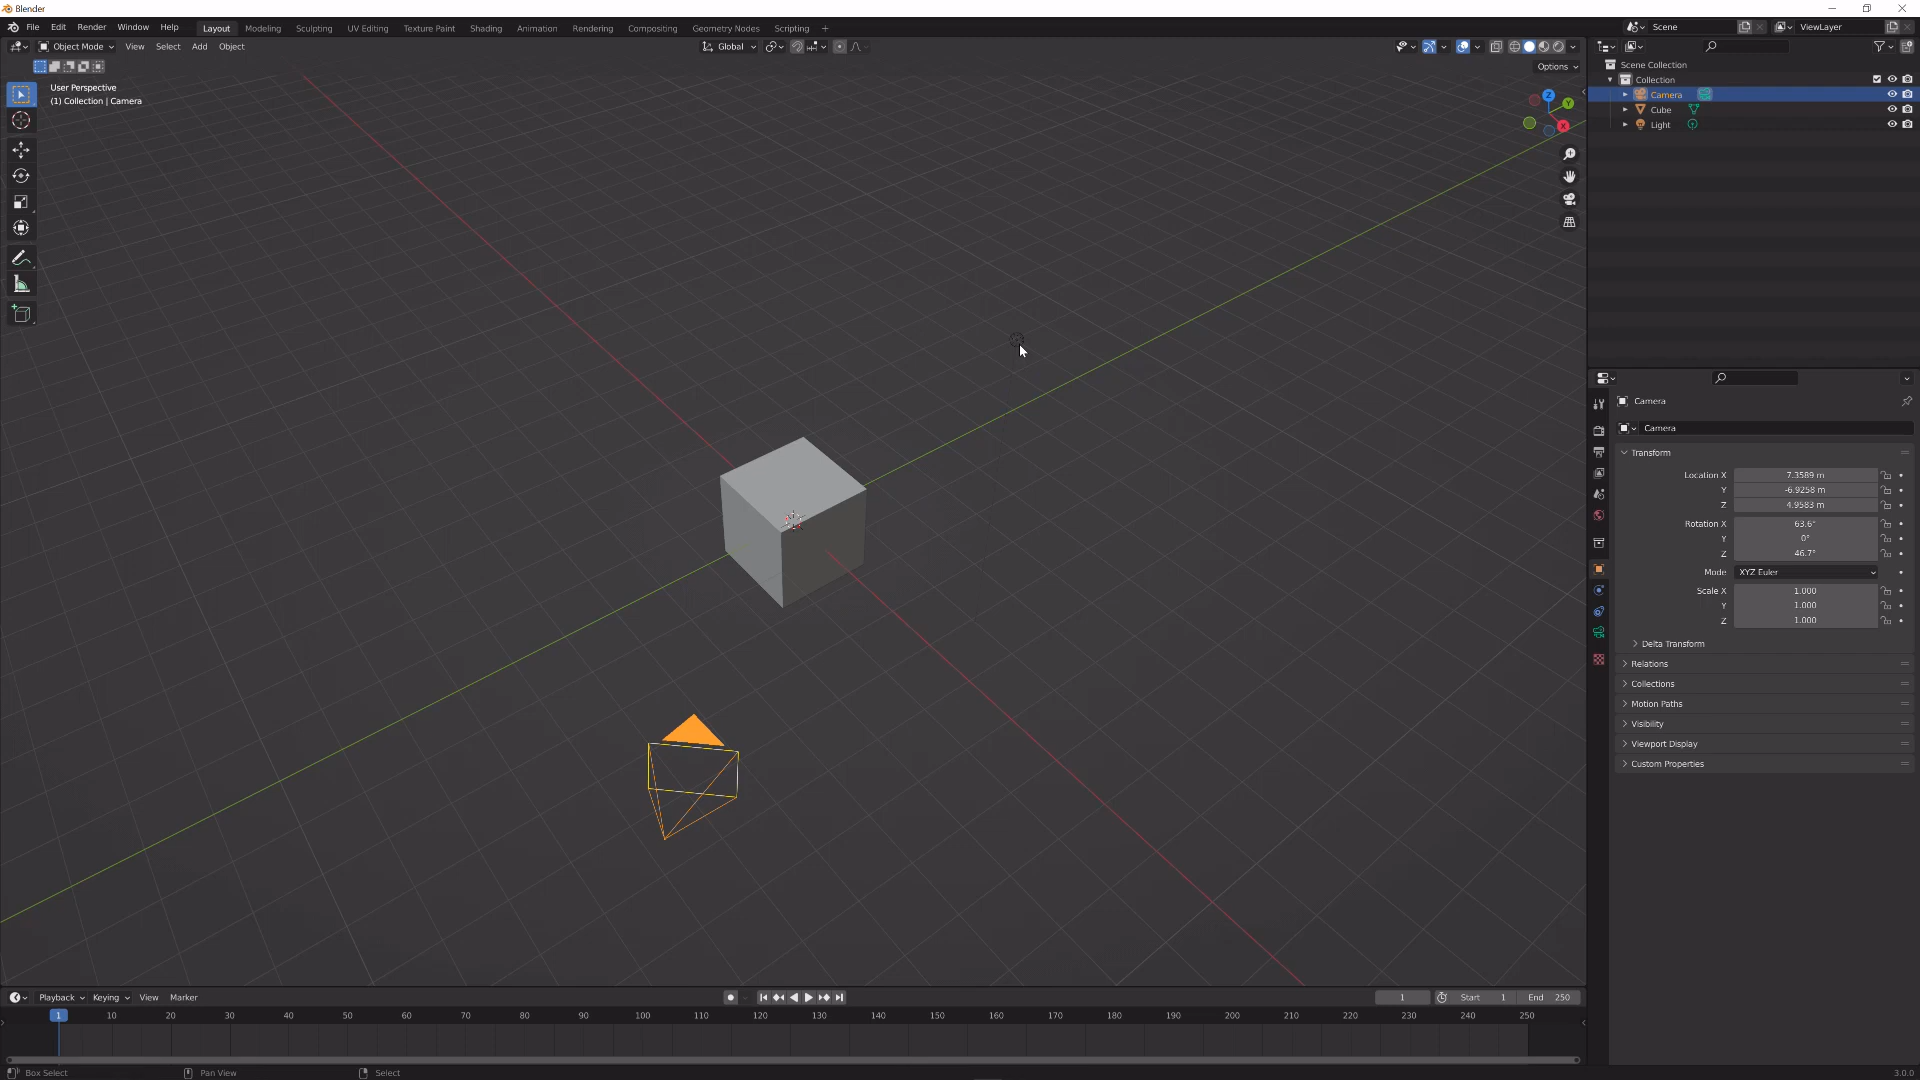 Blender
File Edit Render Window Help Layout Modeling Sculpting UV Editing Texture Paint Shading Animation Rendering Compositing Geometry Nodes Scripting + Scene ViewLayer
Object Mode View Select Add Object Global
Options
User Perspective
(1) Collection | Camera
Z
Y
X
Scene Collection
Collection
Camera
Cube
Light
Camera
Camera
Transform
Location X 7.3589 m
Y -6.9258 m
Z 4.9583 m
Rotation X 63.6°
Y 0°
Z 46.7°
Mode XYZ Euler
Scale X 1.000
Y 1.000
Z 1.000
Delta Transform
Relations
Collections
Motion Paths
Visibility
Viewport Display
Custom Properties
Playback Keying View Marker 1 Start 1 End 250
1 10 20 30 40 50 60 70 80 90 100 110 120 130 140 150 160 170 180 190 200 210 220 230 240 250
Box Select Pan View Select 3.0.0